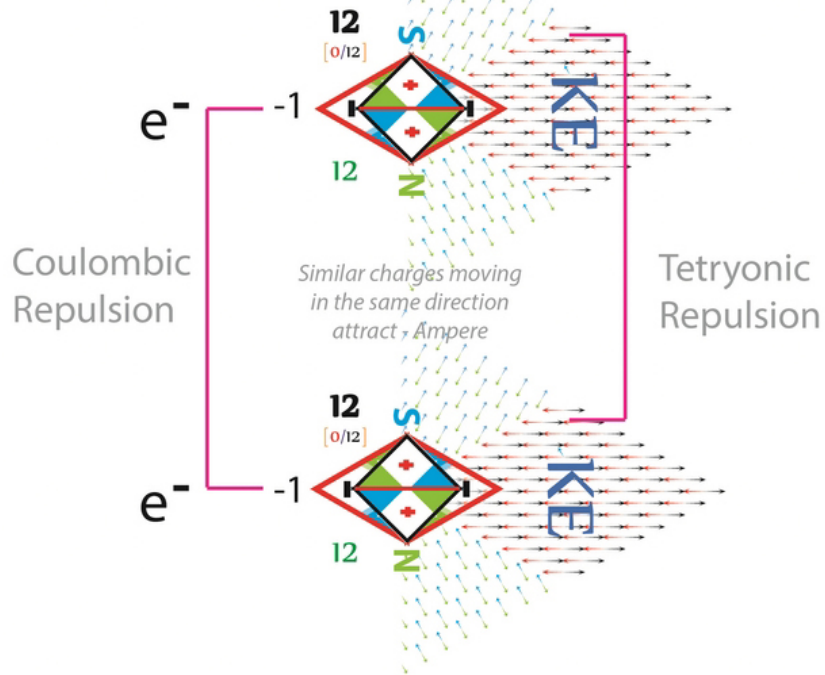 12
[0/12]
S
e-
-1
KE
12
N
Coulombic
Repulsion
Similar charges moving
in the same direction
attract - Ampere
Tetryonic
Repulsion
12
[0/12]
S
e-
-1
KE
12
N